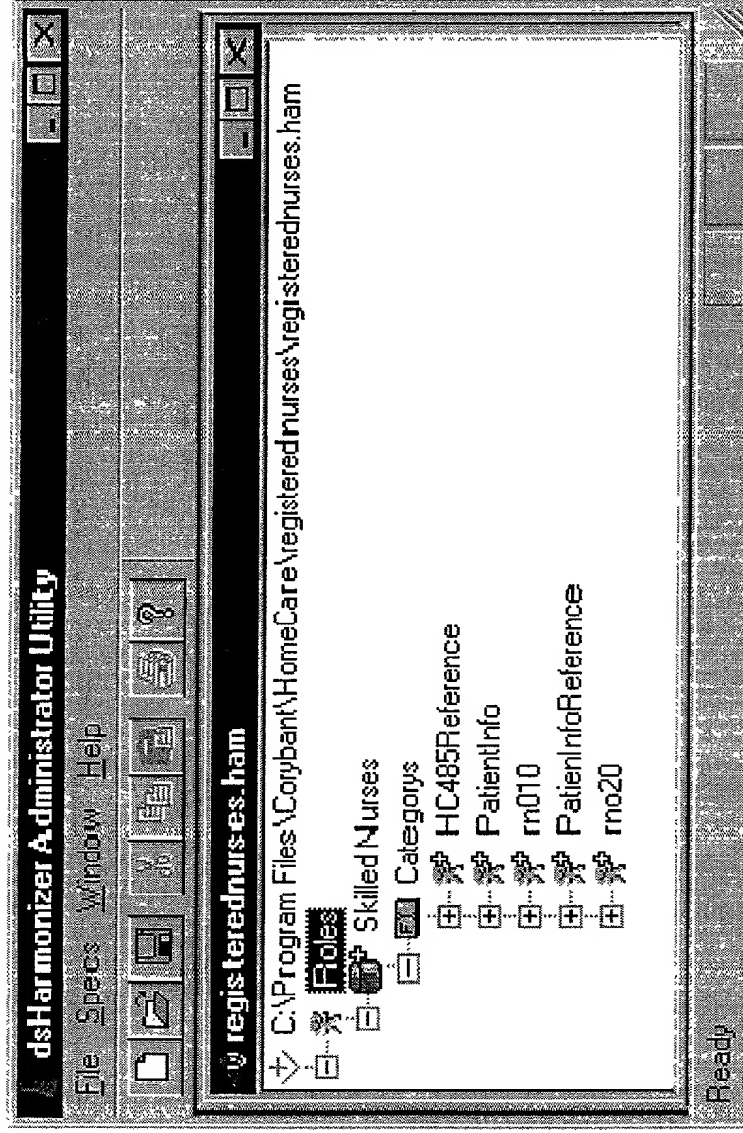 dsHarmonizer Administrator Utility
File Specs Window Help
registerednurses.ham
C:\Program Files\Corybant\HomeCare\registerednurses\registerednurses.ham
Roles
Skilled Nurses
Categorys
HC485Reference
PatientInfo
rn010
PatienInfoReference
rno20
Ready